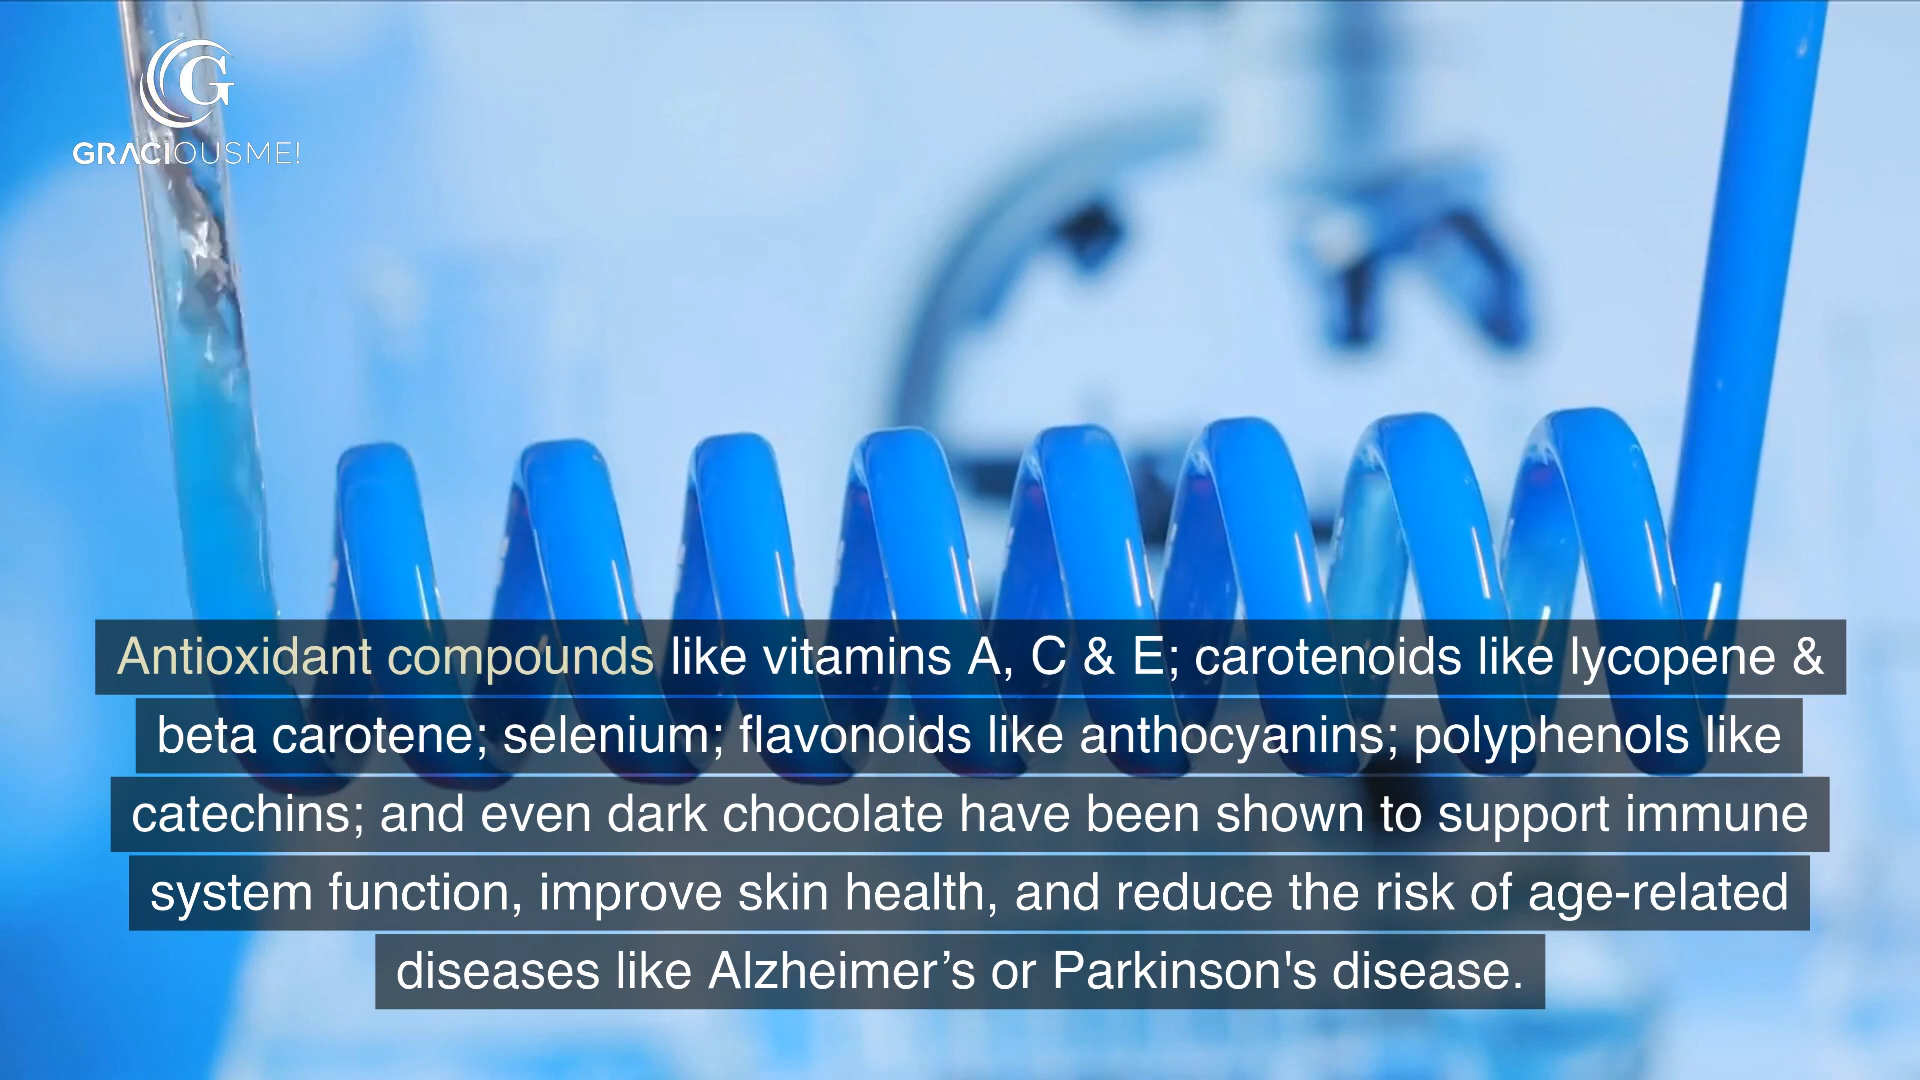 G
GRACIOUSME!
Antioxidant compounds like vitamins A, C & E; carotenoids like lycopene &
beta carotene; selenium; flavonoids like anthocyanins; polyphenols like
catechins; and even dark chocolate have been shown to support immune
system function, improve skin health, and reduce the risk of age-related
diseases like Alzheimer’s or Parkinson's disease.